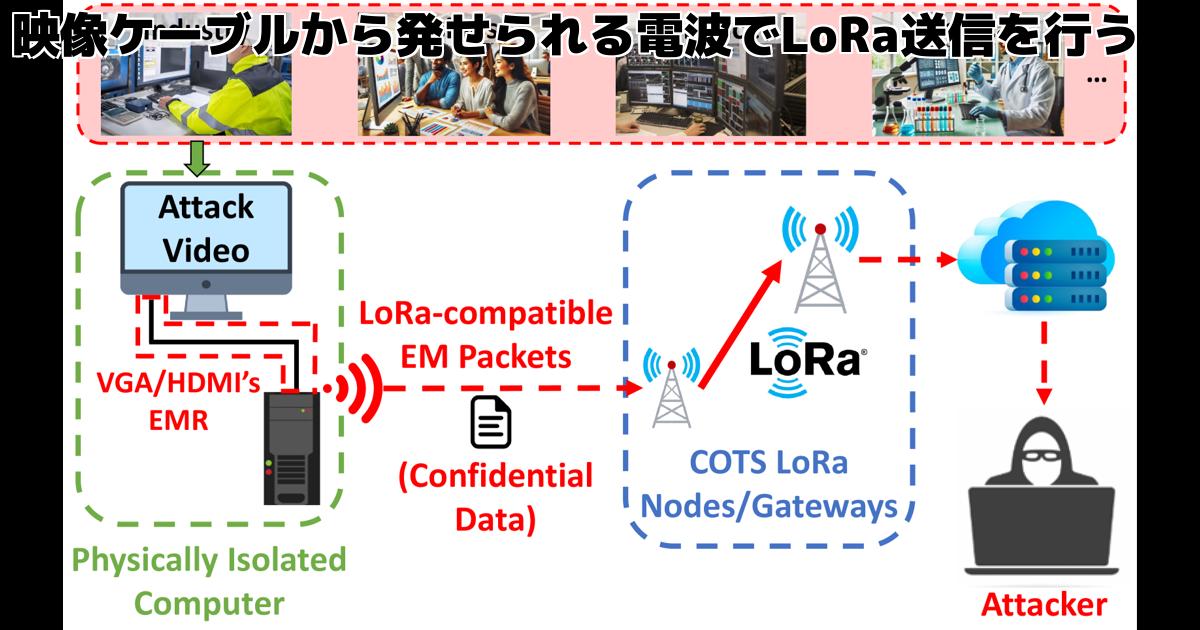 映像ケーブルから発せられる電波でLoRa送信を行う
...
Attack
Video
LoRa-compatible
EM Packets
VGA/HDMI's
EMR
(Confidential
Data)
LoRa®
COTS LoRa
Nodes/Gateways
Physically Isolated
Computer
Attacker